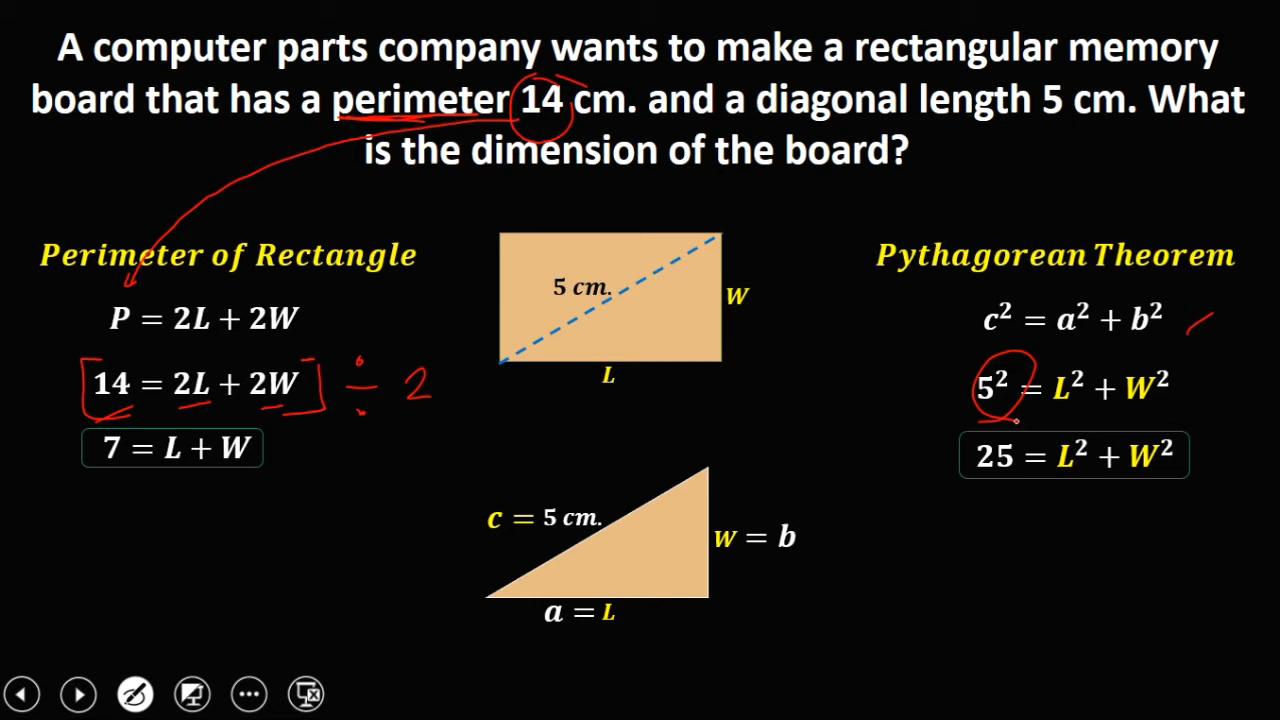 A computer parts company wants to make a rectangular memory
board that has a perimeter 14 cm. and a diagonal length 5 cm. What
is the dimension of the board?
Perimeter of Rectangle
P = 2L + 2W
14 = 2L + 2W ÷ 2
7 = L + W
5 cm.
W
L
c = 5 cm.
W = b
a = L
Pythagorean Theorem
c² = a² + b²
5² = L² + W²
25 = L² + W²